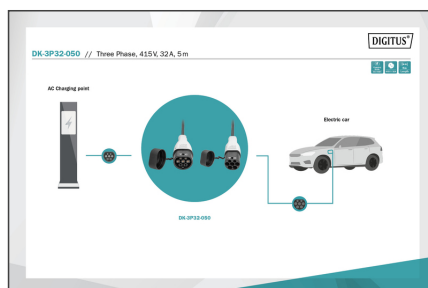 DIGITUS®
DK-3P32-050 // Three Phase, 415V, 32A, 5m
AC Charging point
Electric car
DK-3P32-050